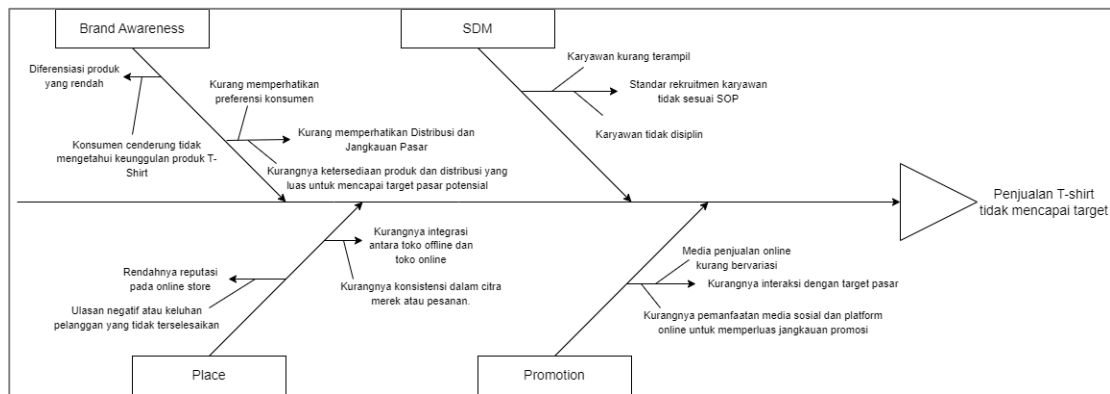 Brand Awareness
SDM
Diferensiasi produk
yang rendah
Kurang memperhatikan
preferensi konsumen
Konsumen cenderung tidak
mengetahui keunggulan produk T-
Shirt
Kurang memperhatikan Distribusi dan
Jangkauan Pasar
Kurangnya ketersediaan produk dan distribusi yang
luas untuk mencapai target pasar potensial
Karyawan kurang terampil
Standar rekruitmen karyawan
tidak sesuai SOP
Karyawan tidak disiplin
Penjualan T-shirt
tidak mencapai target
Kurangnya integrasi
antara toko offline dan
toko online
Rendahnya reputasi
pada online store
Kurangnya konsistensi dalam citra
merek atau pesanan.
Ulasan negatif atau keluhan
pelanggan yang tidak terselesaikan
Media penjualan online
kurang bervariasi
Kurangnya interaksi dengan target pasar
Kurangnya pemanfaatan media sosial dan platform
online untuk memperluas jangkauan promosi
Place
Promotion